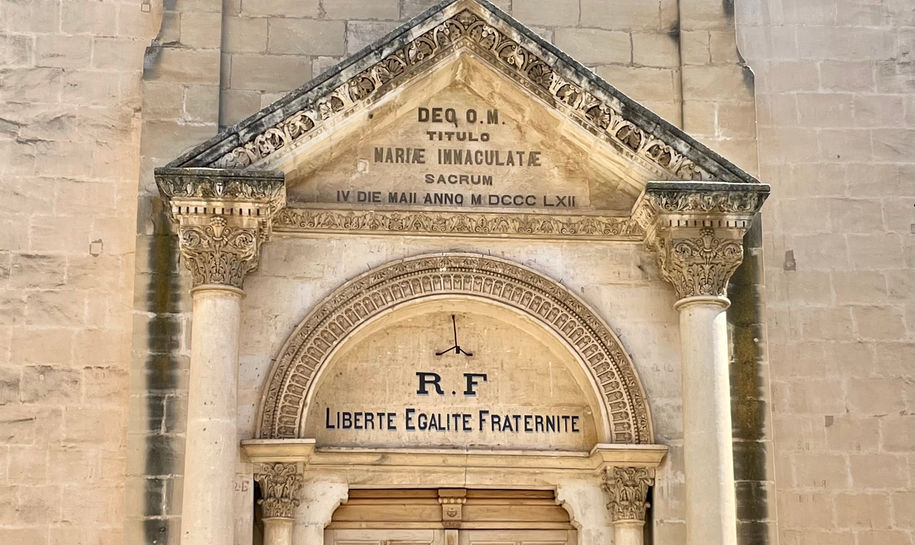 DEO O.M.
TITULO
MARIÆ IMMACULATÆ
SACRUM
IV DIE MAII ANNO M DCCC LXII
R.F
LIBERTE EGALITE FRATERNITE